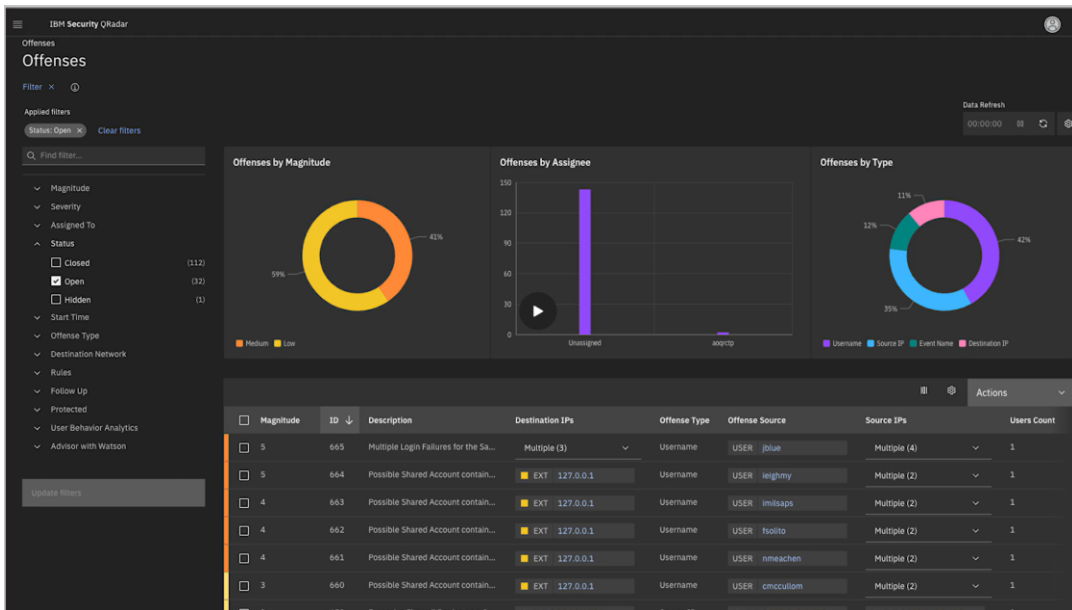 IBM Security QRadar
Offenses
Offenses
Filter ×
Applied filters
Status: Open ×
Clear filters
Data Refresh
00:00:00
Find filter...
Magnitude
Severity
Assigned To
Status
Closed (112)
Open (32)
Hidden (1)
Start Time
Offense Type
Destination Network
Rules
Follow Up
Protected
User Behavior Analytics
Advisor with Watson
Update filters
Offenses by Magnitude
41%
59%
Medium Low
Offenses by Assignee
150
120
90
60
30
0
Unassigned aoqrctp
Offenses by Type
11%
12%
42%
35%
Username Source IP Event Name Destination IP
Actions
Magnitude ID Description Destination IPs Offense Type Offense Source Source IPs Users Count
5 665 Multiple Login Failures for the Sa... Multiple (3) Username USER jblue Multiple (4) 1
5 664 Possible Shared Account contain... EXT 127.0.0.1 Username USER leighmy Multiple (2) 1
4 663 Possible Shared Account contain... EXT 127.0.0.1 Username USER imilsaps Multiple (2) 1
4 662 Possible Shared Account contain... EXT 127.0.0.1 Username USER fsolito Multiple (2) 1
4 661 Possible Shared Account contain... EXT 127.0.0.1 Username USER nmeachen Multiple (2) 1
3 660 Possible Shared Account contain... EXT 127.0.0.1 Username USER cmccullom Multiple (2) 1